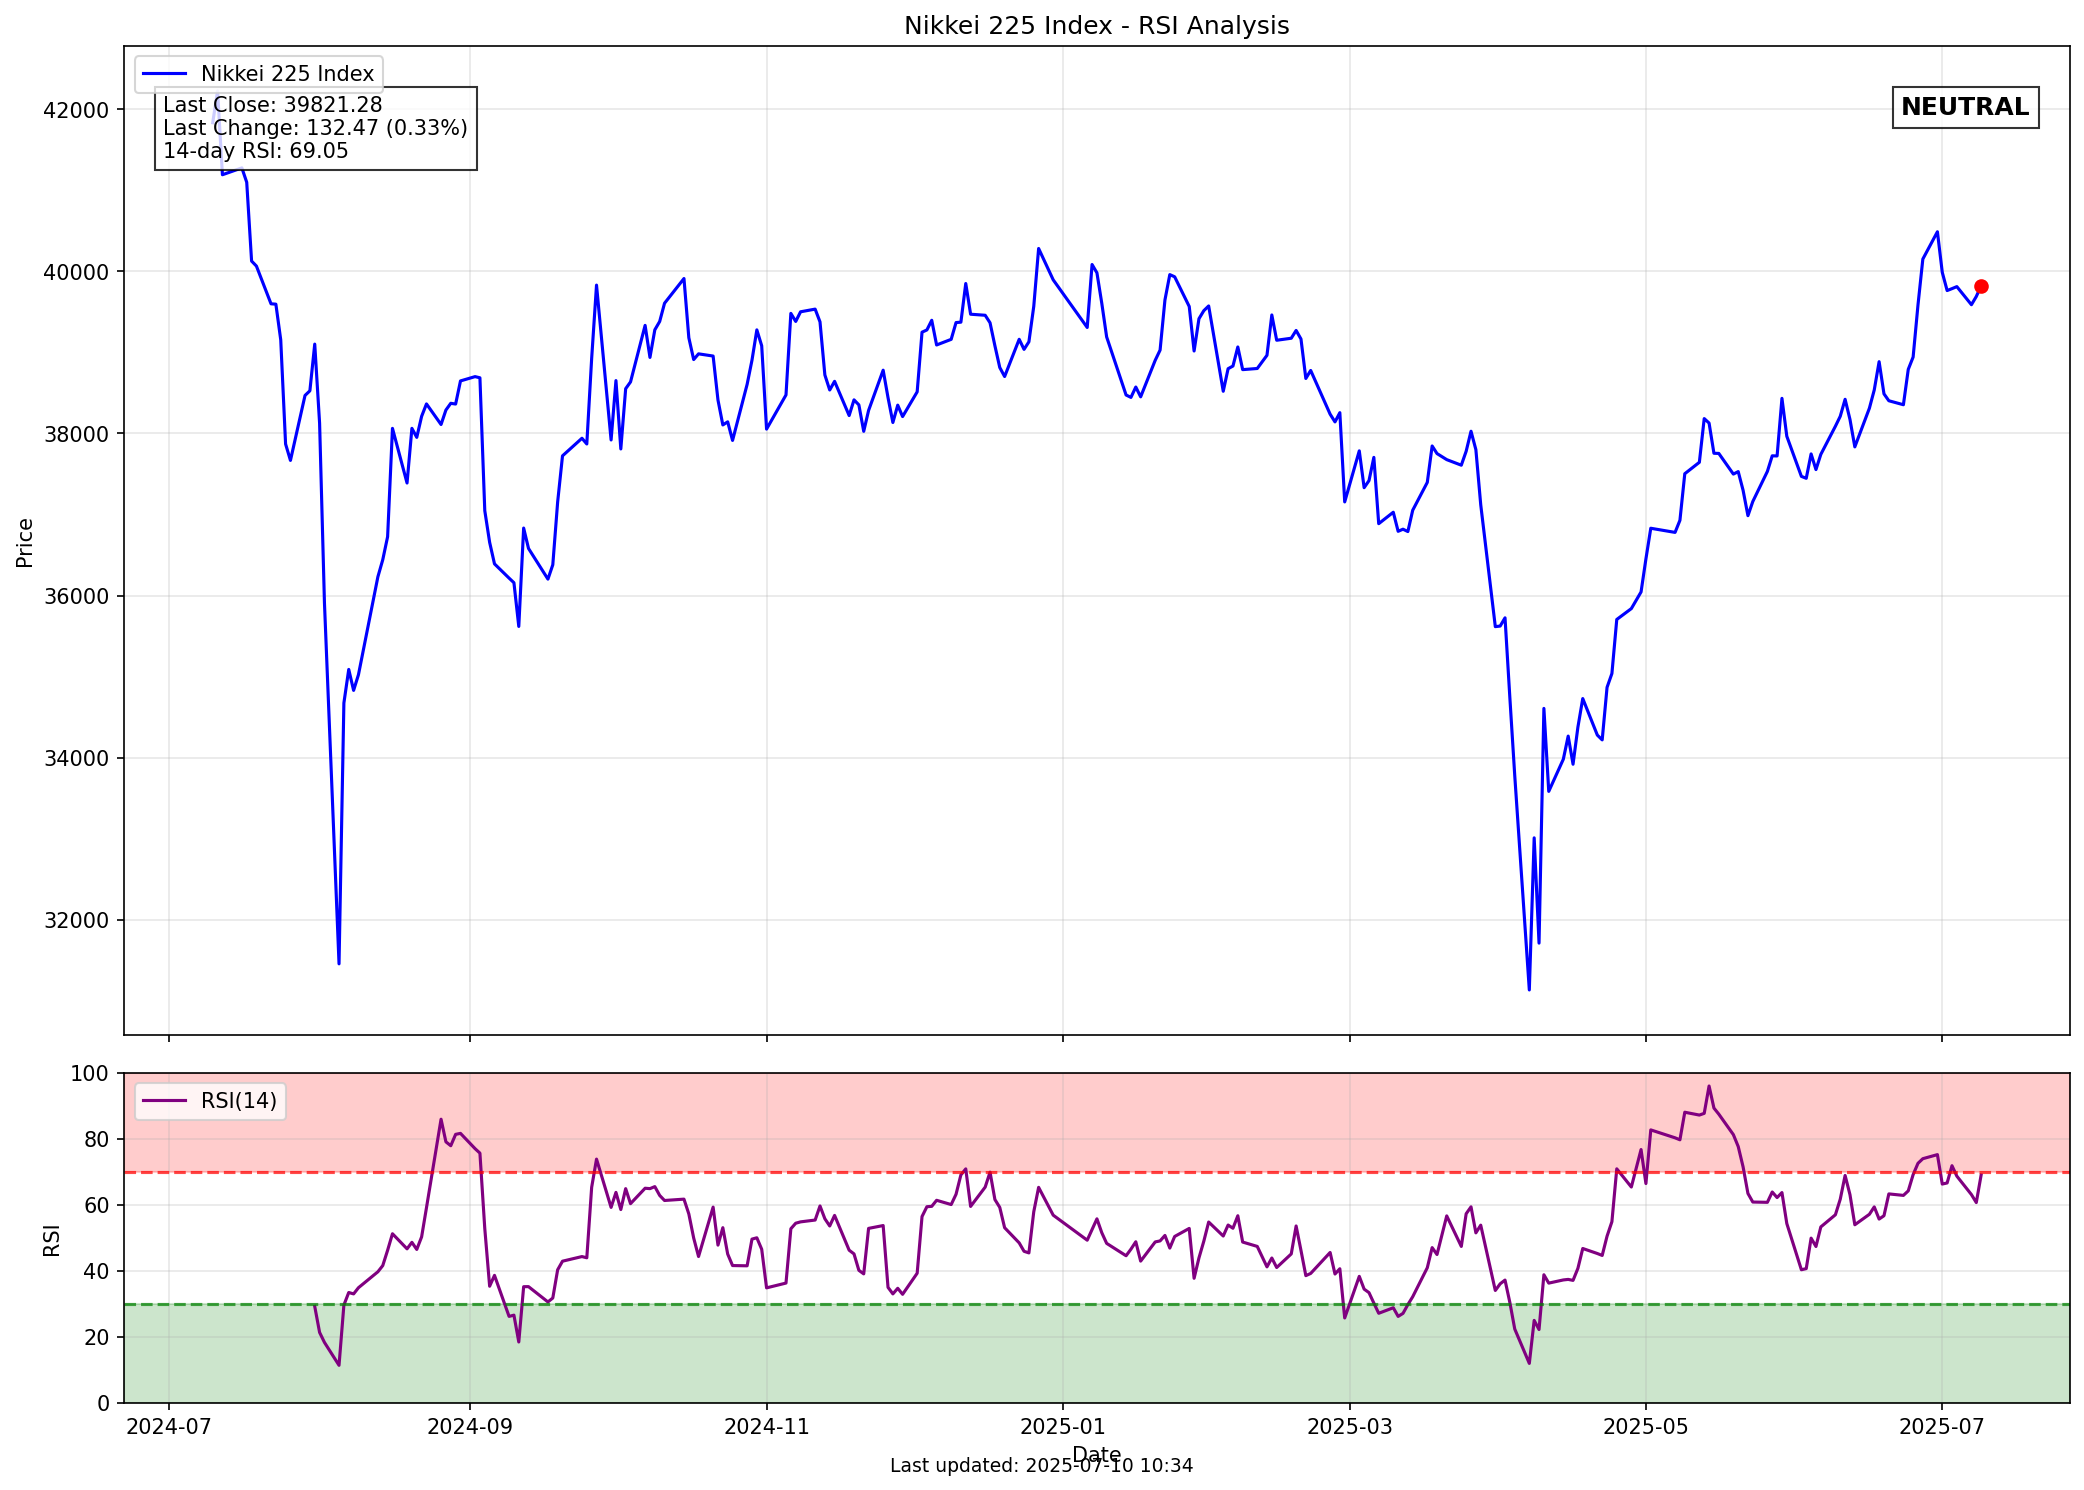 Nikkei 225 Index - RSI Analysis
Nikkei 225 Index
Last Close: 39821.28
Last Change: 132.47 (0.33%)
14-day RSI: 69.05
NEUTRAL
Price
42000
40000
38000
36000
34000
32000
RSI(14)
RSI
100
80
60
40
20
0
2024-07 2024-09 2024-11 2025-01 2025-03 2025-05 2025-07
Date
Last updated: 2025-07-10 10:34